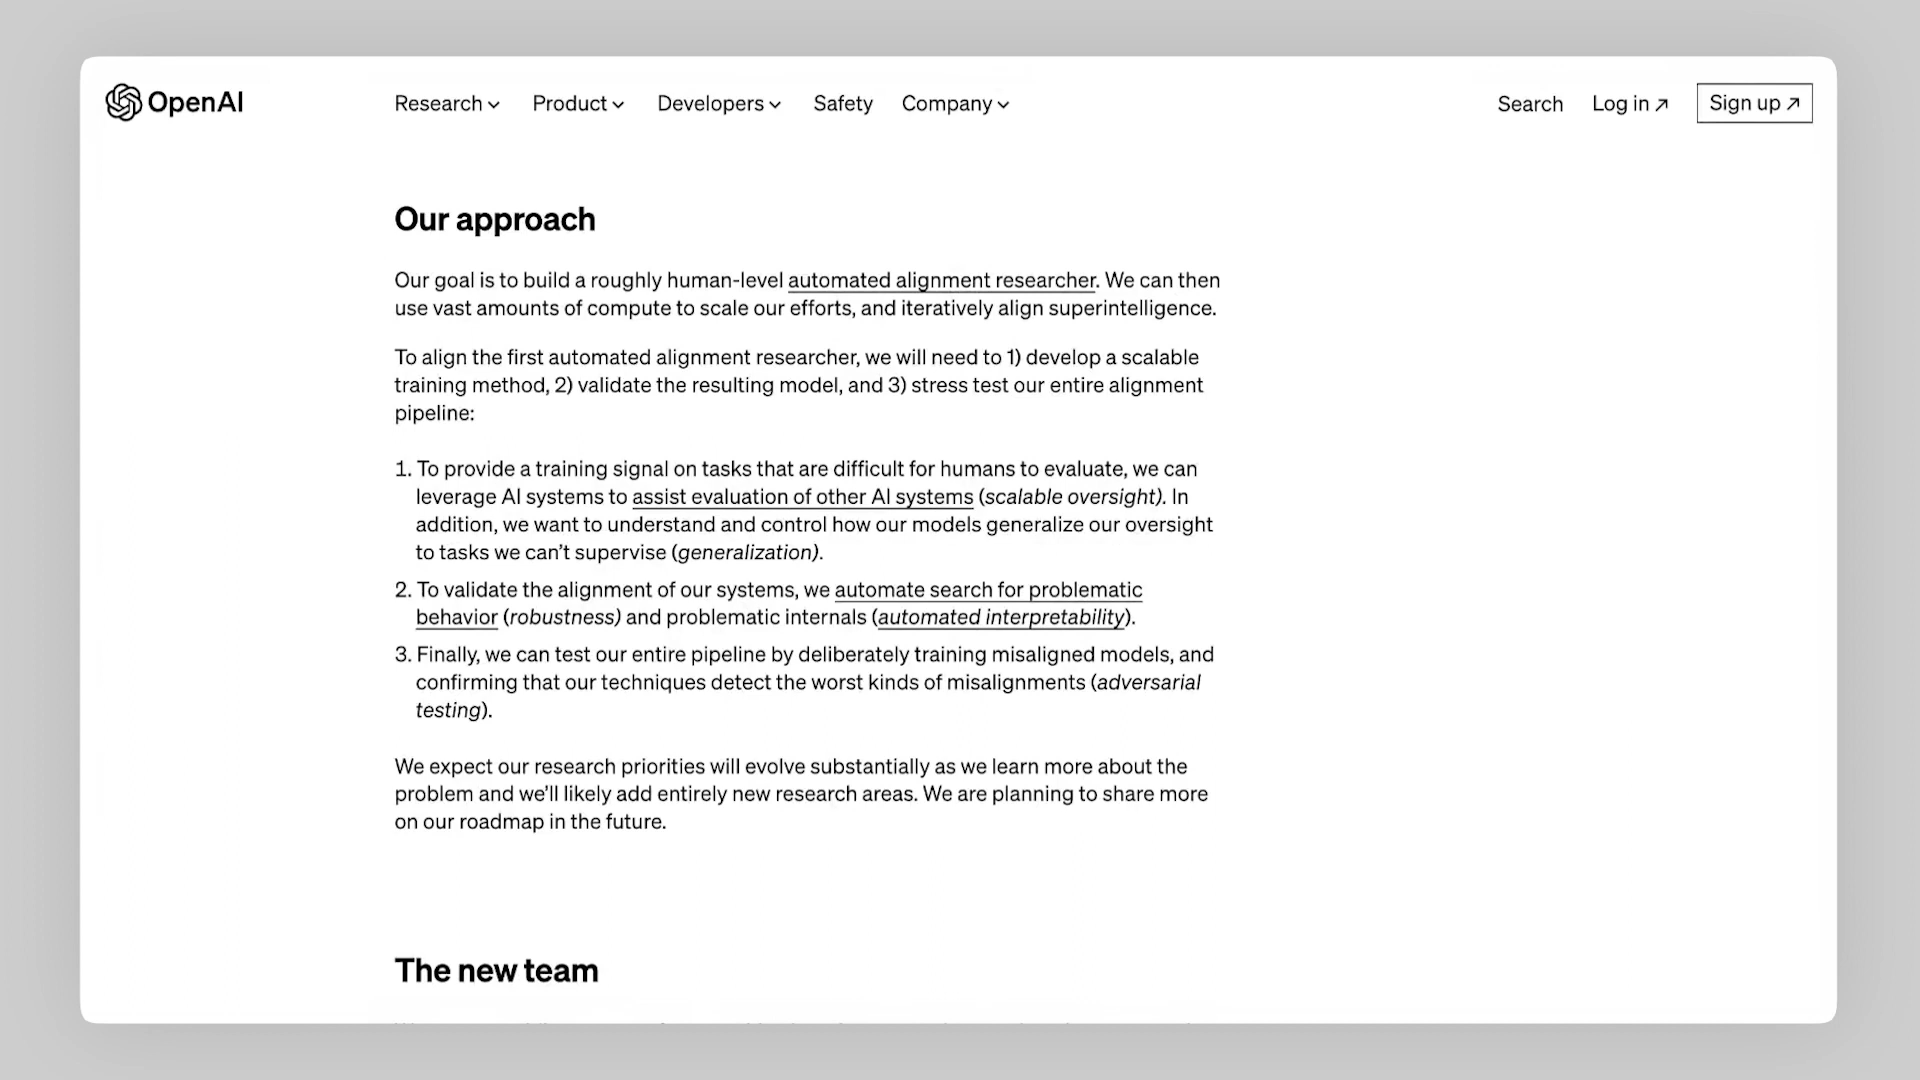 OpenAI
Research Product Developers Safety Company Search Log in ↗ Sign up ↗
Our approach
Our goal is to build a roughly human-level automated alignment researcher. We can then
use vast amounts of compute to scale our efforts, and iteratively align superintelligence.
To align the first automated alignment researcher, we will need to 1) develop a scalable
training method, 2) validate the resulting model, and 3) stress test our entire alignment
pipeline:
1. To provide a training signal on tasks that are difficult for humans to evaluate, we can
leverage AI systems to assist evaluation of other AI systems (scalable oversight). In
addition, we want to understand and control how our models generalize our oversight
to tasks we can’t supervise (generalization).
2. To validate the alignment of our systems, we automate search for problematic
behavior (robustness) and problematic internals (automated interpretability).
3. Finally, we can test our entire pipeline by deliberately training misaligned models, and
confirming that our techniques detect the worst kinds of misalignments (adversarial
testing).
We expect our research priorities will evolve substantially as we learn more about the
problem and we’ll likely add entirely new research areas. We are planning to share more
on our roadmap in the future.
The new team